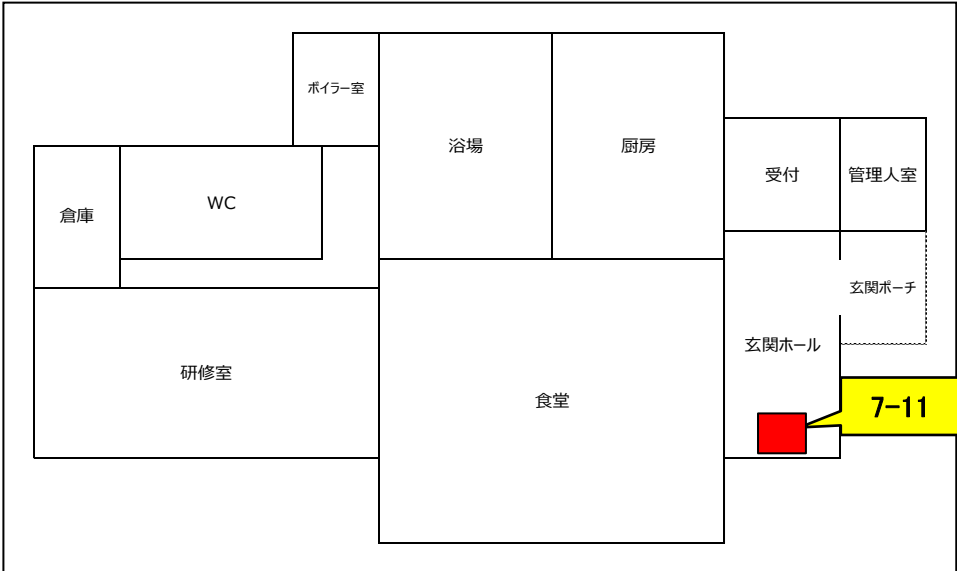 ボイラー室
浴場
厨房
受付
管理人室
倉庫
WC
玄関ポーチ
玄関ホール
研修室
食堂
7-11